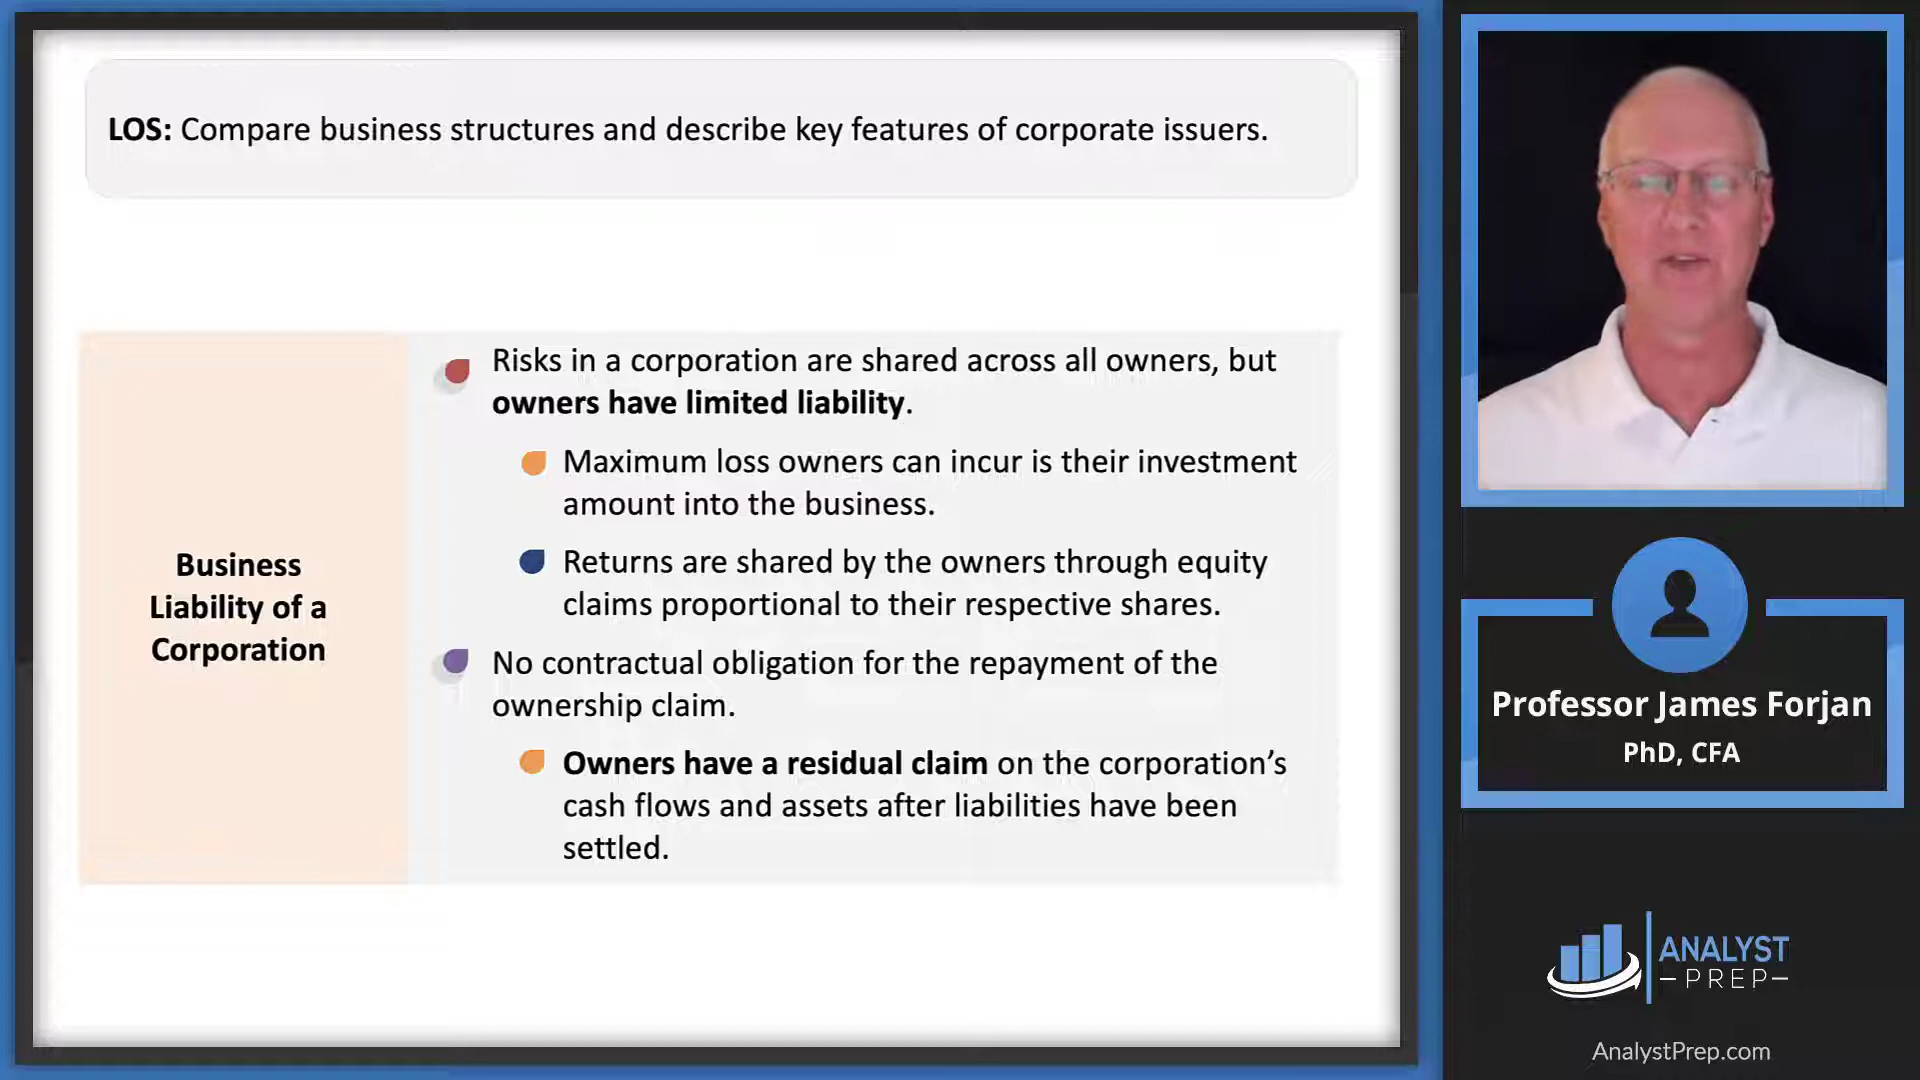 LOS: Compare business structures and describe key features of corporate issuers.
Business
Liability of a
Corporation
Risks in a corporation are shared across all owners, but
owners have limited liability.
Maximum loss owners can incur is their investment
amount into the business.
Returns are shared by the owners through equity
claims proportional to their respective shares.
No contractual obligation for the repayment of the
ownership claim.
Owners have a residual claim on the corporation’s
cash flows and assets after liabilities have been
settled.
Professor James Forjan
PhD, CFA
ANALYST
PREP
AnalystPrep.com